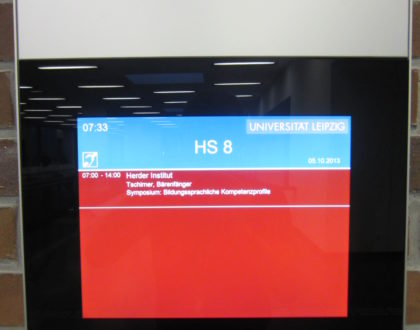 07:33
UNIVERSITÄT LEIPZIG
HS 8
05.10.2013
07:00 - 14:00 Herder Institut
Tschirner, Bärenfänger
Symposium: Bildungssprachliche Kompetenzprofile